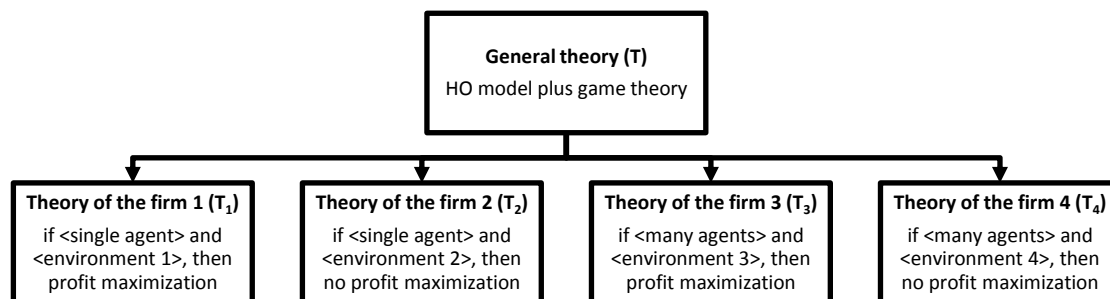 General theory (T)
HO model plus game theory
Theory of the firm 1 (T₁)
if <single agent> and
<environment 1>, then
profit maximization
Theory of the firm 2 (T₂)
if <single agent> and
<environment 2>, then
no profit maximization
Theory of the firm 3 (T₃)
if <many agents> and
<environment 3>, then
profit maximization
Theory of the firm 4 (T₄)
if <many agents> and
<environment 4>, then
no profit maximization